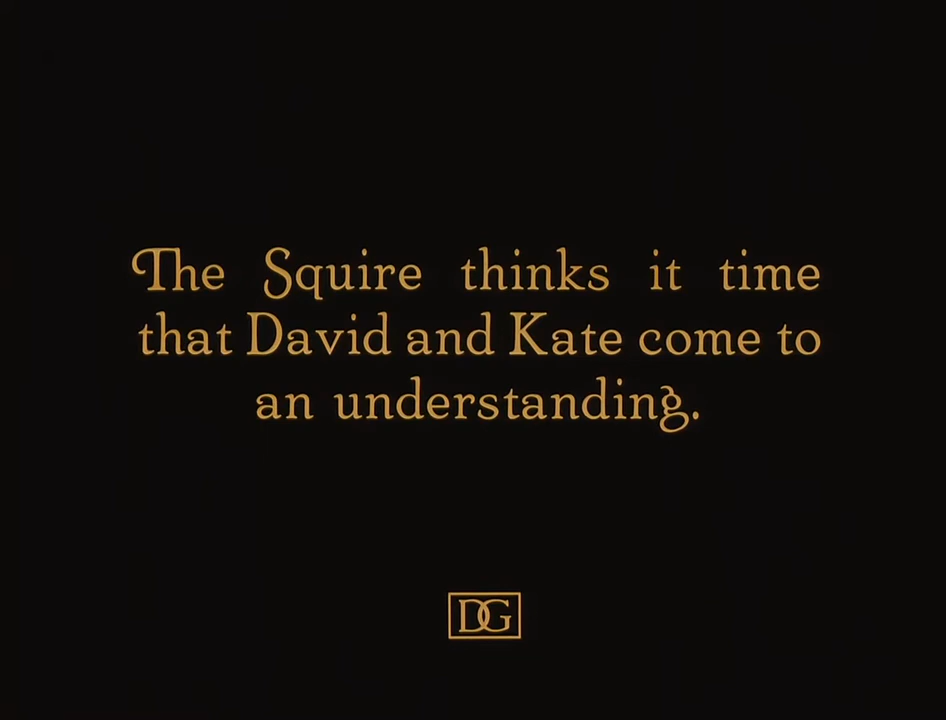 The Squire thinks it time
that David and Kate come to
an understanding.
DG